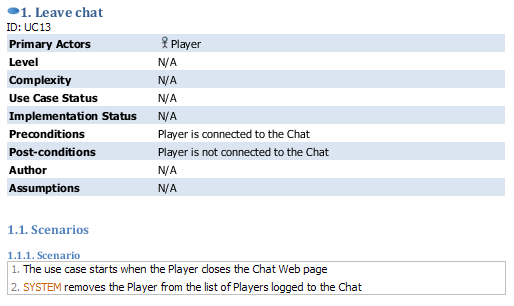 1. Leave chat
ID: UC13
Primary Actors Player
Level N/A
Complexity N/A
Use Case Status N/A
Implementation Status N/A
Preconditions Player is connected to the Chat
Post-conditions Player is not connected to the Chat
Author N/A
Assumptions N/A
1.1. Scenarios
1.1.1. Scenario
1. The use case starts when the Player closes the Chat Web page
2. SYSTEM removes the Player from the list of Players logged to the Chat